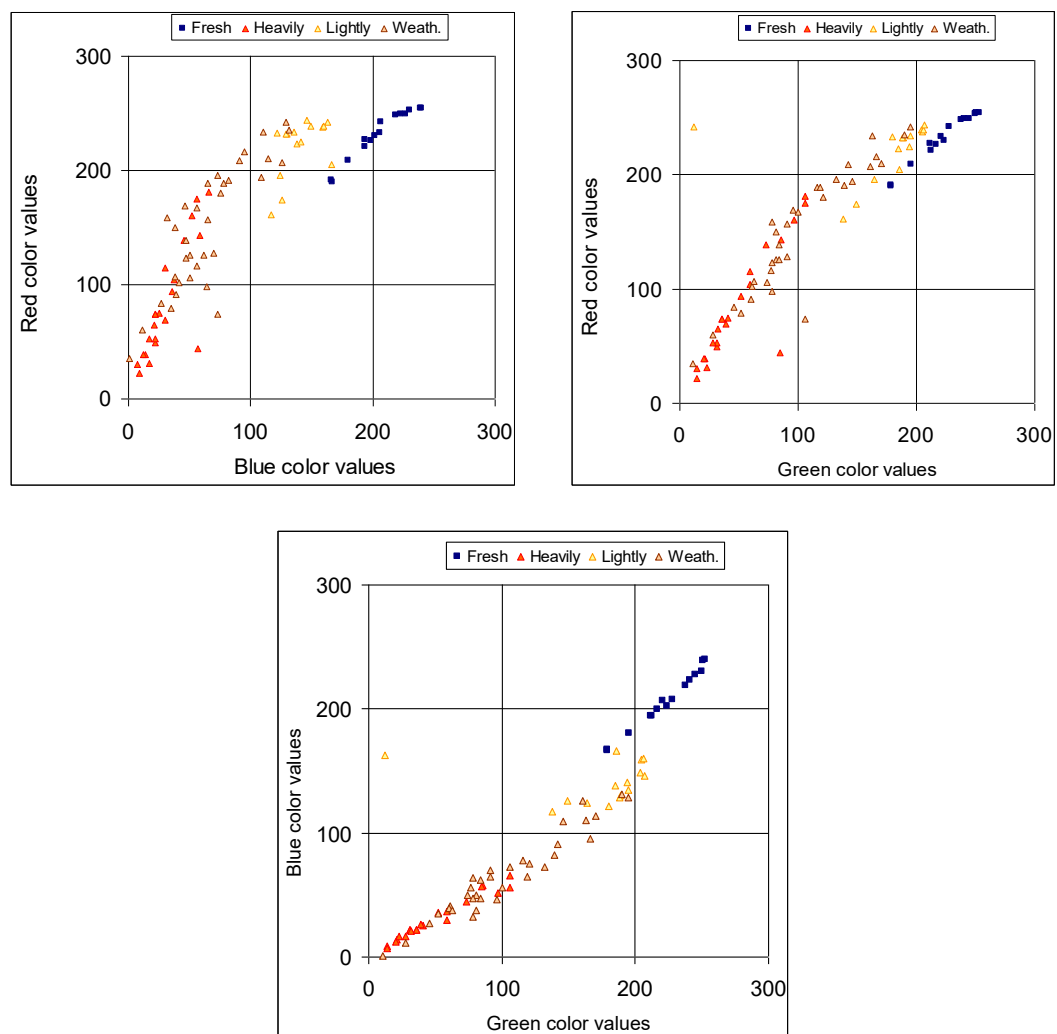 Fresh Heavily Lightly Weath.
300
200
100
0
0 100 200 300
Red color values
Blue color values
Fresh Heavily Lightly Weath.
300
200
100
0
0 100 200 300
Red color values
Green color values
Fresh Heavily Lightly Weath.
300
200
100
0
0 100 200 300
Blue color values
Green color values